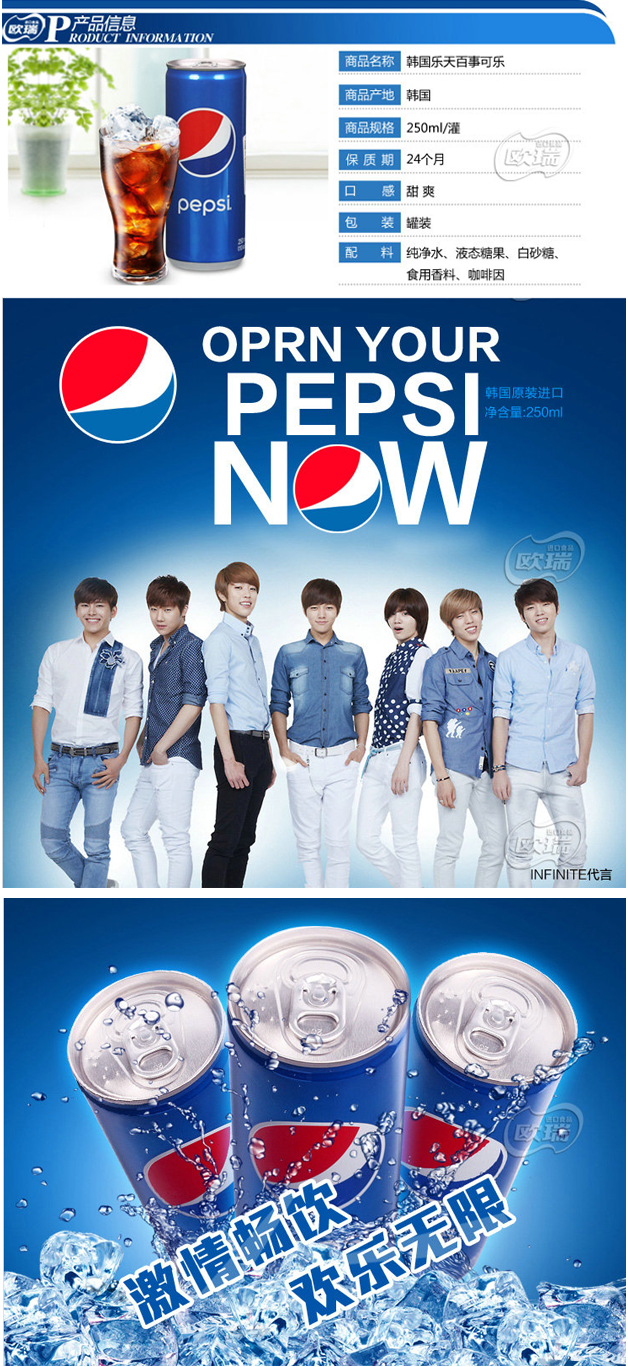 欧瑞
产品信息
PRODUCT INFORMATION
商品名称 韩国乐天百事可乐
商品产地 韩国
商品规格 250ml/灌
保质期 24个月
口感 甜 爽
包装 罐装
配料 纯净水、液态糖果、白砂糖、
食用香料、咖啡因
pepsi
欧瑞
OPRN YOUR
PEPSI
韩国原装进口
净含量:250ml
NOW
进口食品
欧瑞
欧瑞
INFINITE代言
欧瑞
激情畅饮
欢乐无限